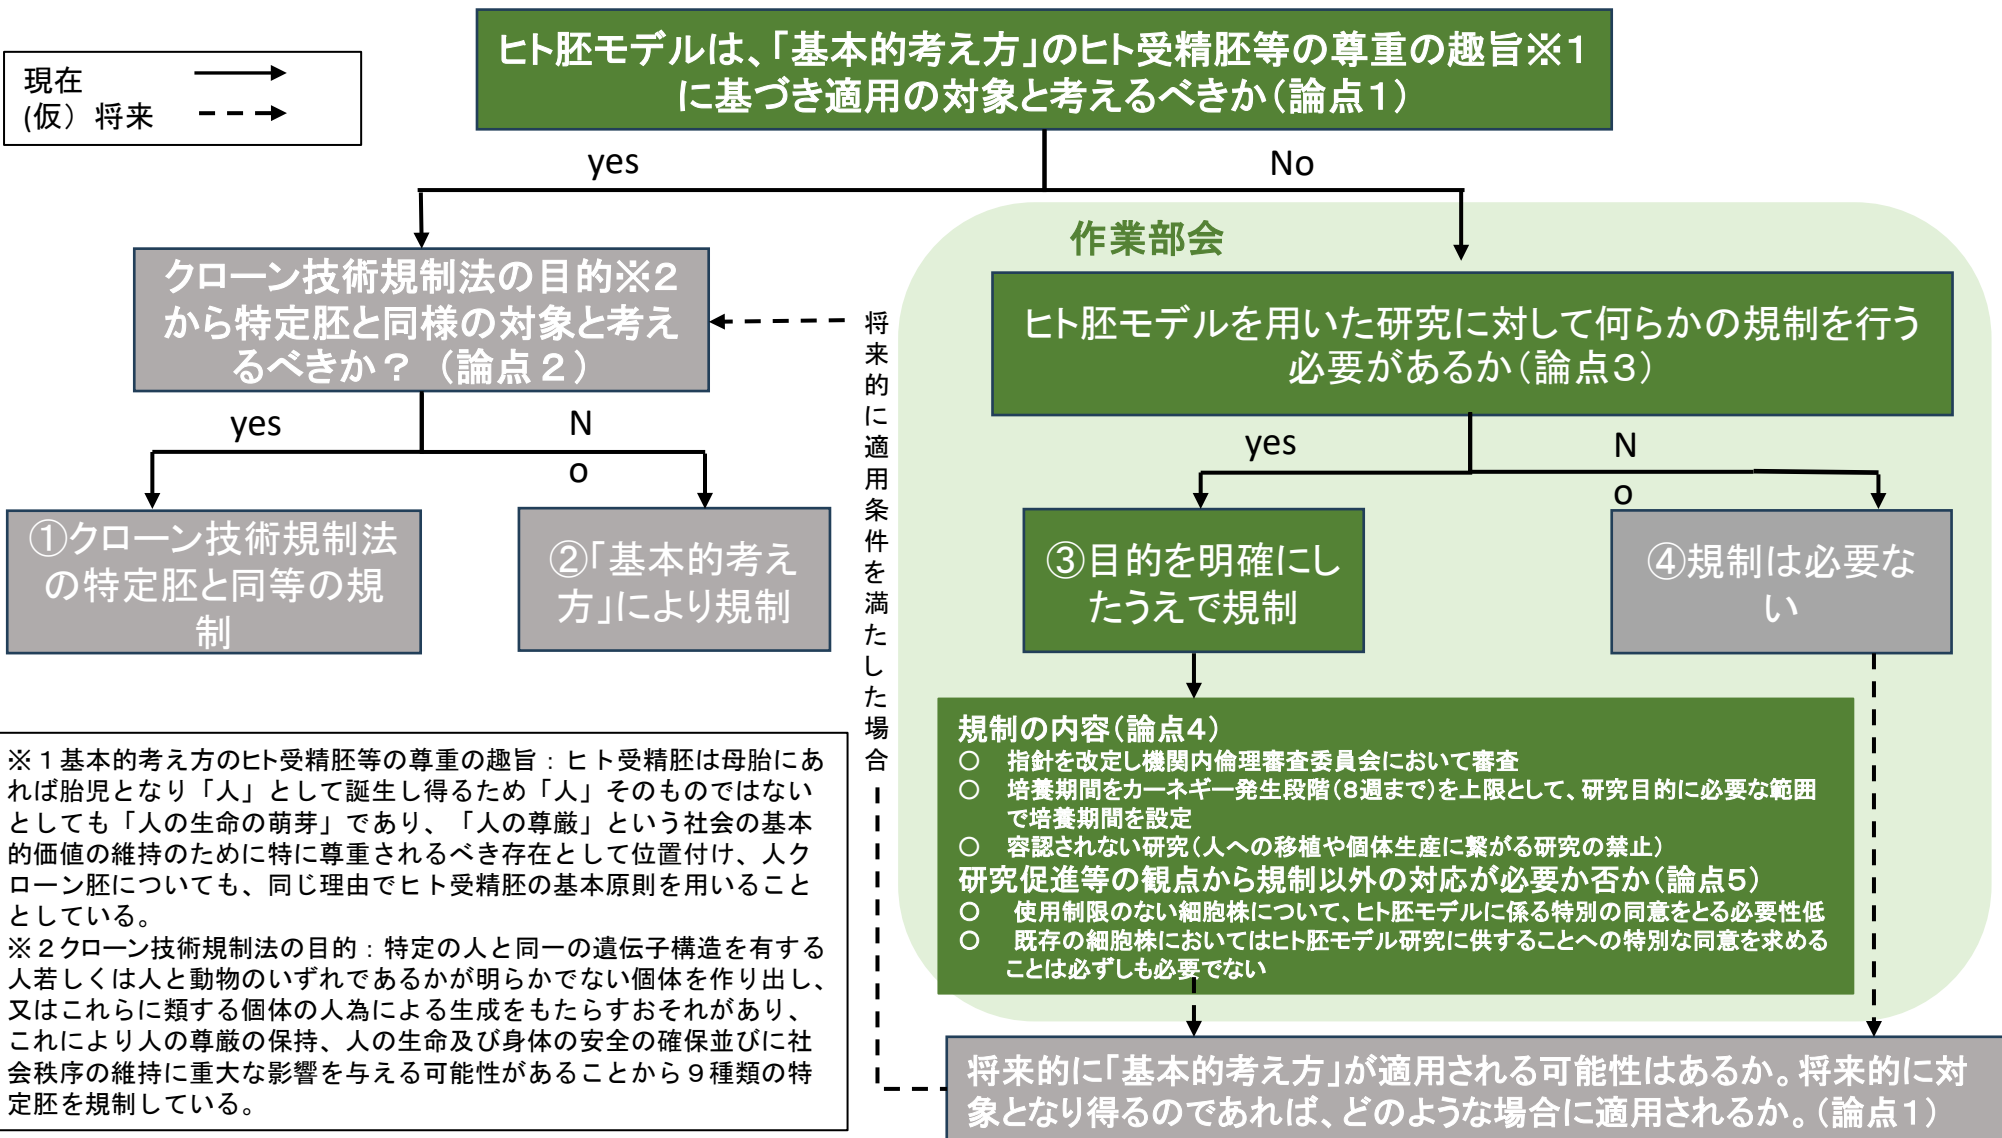 ヒト胚モデルは、「基本的考え方」のヒト受精胚等の尊重の趣旨※1
に基づき適用の対象と考えるべきか（論点1）
現在
(仮）将来
yes
No
作業部会
クローン技術規制法の目的※2
から特定胚と同様の対象と考え
るべきか？（論点２）
ヒト胚モデルを用いた研究に対して何らかの規制を行う
必要があるか（論点3）
将来的に適用条件を満たした場合
yes
N
o
yes
N
o
①クローン技術規制法
の特定胚と同等の規
制
②「基本的考え
方」により規制
③目的を明確にし
たうえで規制
④規制は必要な
い
規制の内容（論点4）
○ 指針を改定し機関内倫理審査委員会において審査
○ 培養期間をカーネギー発生段階（8週まで）を上限として、研究目的に必要な範囲
で培養期間を設定
○ 容認されない研究（人への移植や個体生産に繋がる研究の禁止）
研究促進等の観点から規制以外の対応が必要か否か（論点5）
○ 使用制限のない細胞株について、ヒト胚モデルに係る特別の同意をとる必要性低
○ 既存の細胞株においてはヒト胚モデル研究に供することへの特別な同意を求める
ことは必ずしも必要でない
※１基本的考え方のヒト受精胚等の尊重の趣旨：ヒト受精胚は母胎にあ
れば胎児となり「人」として誕生し得るため「人」そのものではない
としても「人の生命の萌芽」であり、「人の尊厳」という社会の基本
的価値の維持のために特に尊重されるべき存在として位置付け、人ク
ローン胚についても、同じ理由でヒト受精胚の基本原則を用いること
としている。
※２クローン技術規制法の目的：特定の人と同一の遺伝子構造を有する
人若しくは人と動物のいずれであるかが明らかでない個体を作り出し、
又はこれらに類する個体の人為による生成をもたらすおそれがあり、
これにより人の尊厳の保持、人の生命及び身体の安全の確保並びに社
会秩序の維持に重大な影響を与える可能性があることから９種類の特
定胚を規制している。
将来的に「基本的考え方」が適用される可能性はあるか。将来的に対
象となり得るのであれば、どのような場合に適用されるか。（論点1）